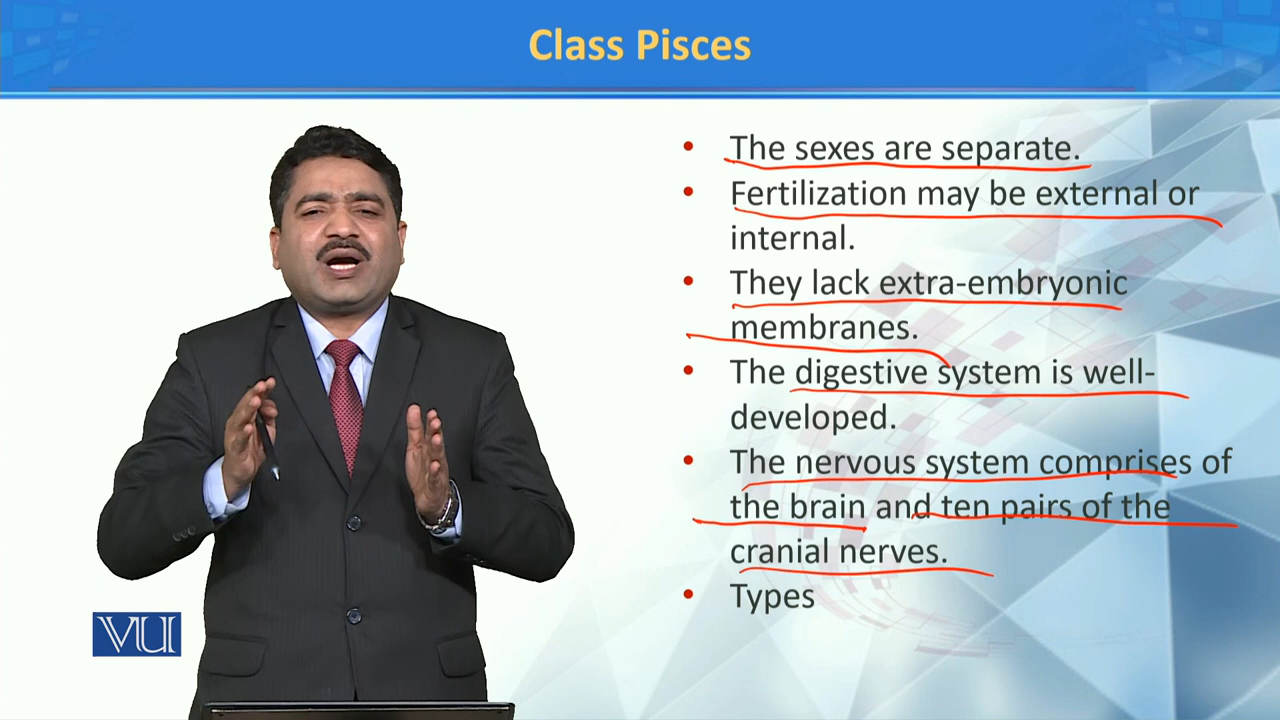 Class Pisces
• The sexes are separate.
• Fertilization may be external or
internal.
• They lack extra-embryonic
membranes.
• The digestive system is well-
developed.
• The nervous system comprises of
the brain and ten pairs of the
cranial nerves.
• Types
VU